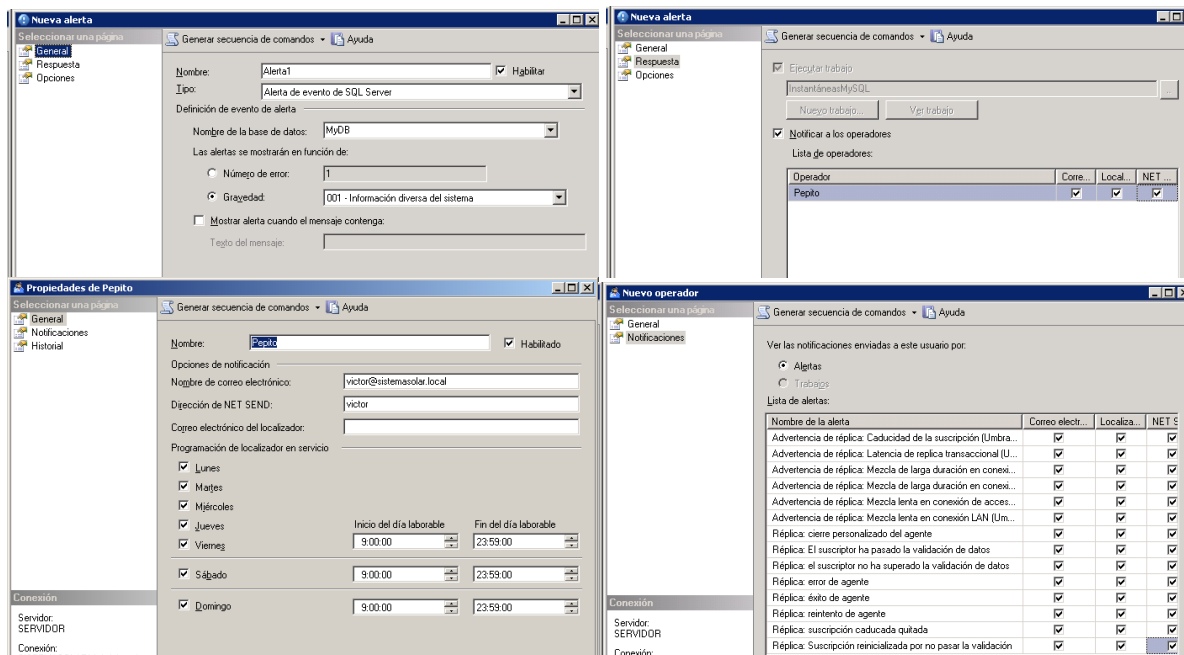 Nueva alerta
Seleccionar una página
General
Respuesta
Opciones
Generar secuencia de comandos
Ayuda
Nombre:
Alerta1
Habilitar
Tipo:
Alerta de evento de SQL Server
Definición de evento de alerta
Nombre de la base de datos:
MyDB
Las alertas se mostrarán en función de:
Número de error:
1
Gravedad:
001 - Información diversa del sistema
Mostrar alerta cuando el mensaje contenga:
Texto del mensaje:
Nueva alerta
Seleccionar una página
General
Respuesta
Opciones
Generar secuencia de comandos
Ayuda
Ejecutar trabajo
InstantáneasMySQL
...
Nuevo trabajo...
Ver trabajo
Notificar a los operadores
Lista de operadores:
Operador Corre... Local... NET ...
Pepito
Propiedades de Pepito
Seleccionar una página
General
Notificaciones
Historial
Generar secuencia de comandos
Ayuda
Nombre:
Pepito
Habilitado
Opciones de notificación
Nombre de correo electrónico:
victor@sistemasolar.local
Dirección de NET SEND:
victor
Correo electrónico del localizador:
Programación de localizador en servicio
Lunes
Martes
Miércoles
Jueves
Viernes
Inicio del día laborable
Fin del día laborable
9:00:00
23:59:00
Sábado
9:00:00
23:59:00
Domingo
9:00:00
23:59:00
Conexión
Servidor:
SERVIDOR
Conexión:
Nuevo operador
Seleccionar una página
General
Notificaciones
Generar secuencia de comandos
Ayuda
Ver las notificaciones enviadas a este usuario por:
Alertas
Trabajos
Lista de alertas:
Nombre de la alerta Correo electr... Localiza... NET S
Advertencia de réplica: Caducidad de la suscripción (Umbra...
Advertencia de réplica: Latencia de replica transaccional (U...
Advertencia de réplica: Mezcla de larga duración en conexi...
Advertencia de réplica: Mezcla de larga duración en conexi...
Advertencia de réplica: Mezcla lenta en conexión de acces...
Advertencia de réplica: Mezcla lenta en conexión LAN (Um...
Réplica: cierre personalizado del agente
Réplica: El suscriptor ha pasado la validación de datos
Réplica: el suscriptor no ha superado la validación de datos
Réplica: error de agente
Réplica: éxito de agente
Réplica: reintento de agente
Réplica: suscripción caducada quitada
Réplica: Suscripción reinicializada por no pasar la validación
Conexión
Servidor:
SERVIDOR
Conexión: